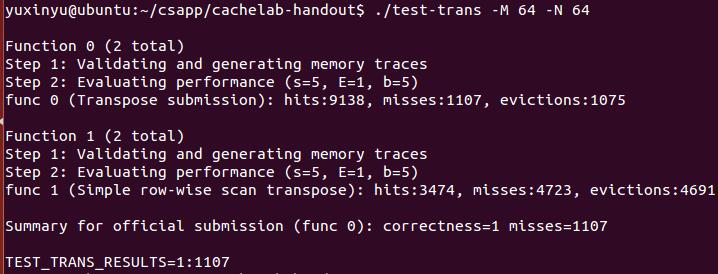 yuxinyu@ubuntu:~/csapp/cachelab-handout$ ./test-trans -M 64 -N 64
Function 0 (2 total)
Step 1: Validating and generating memory traces
Step 2: Evaluating performance (s=5, E=1, b=5)
func 0 (Transpose submission): hits:9138, misses:1107, evictions:1075
Function 1 (2 total)
Step 1: Validating and generating memory traces
Step 2: Evaluating performance (s=5, E=1, b=5)
func 1 (Simple row-wise scan transpose): hits:3474, misses:4723, evictions:4691
Summary for official submission (func 0): correctness=1 misses=1107
TEST_TRANS_RESULTS=1:1107